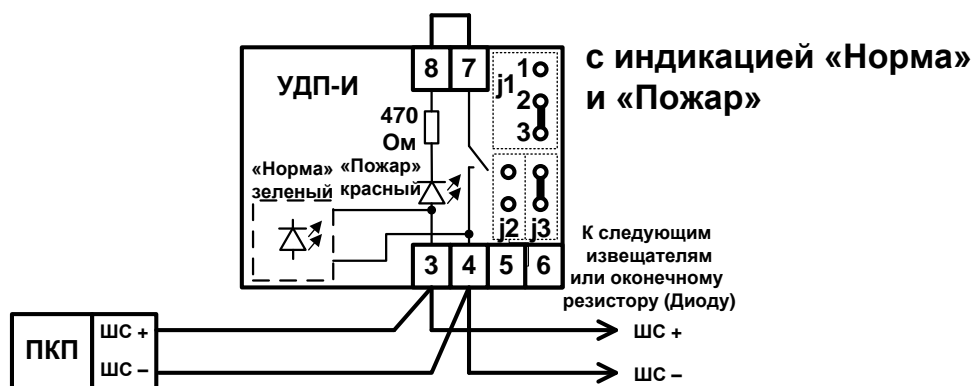 с индикацией «Норма»
и «Пожар»
УДП-И
8 7
j1
1
2
3
470
Ом
«Норма» «Пожар»
зеленый красный
j2 j3
3 4 5 6
К следующим
извещателям
или оконечному
резистору (Диоду)
ПКП
ШС +
ШС –
ШС +
ШС –